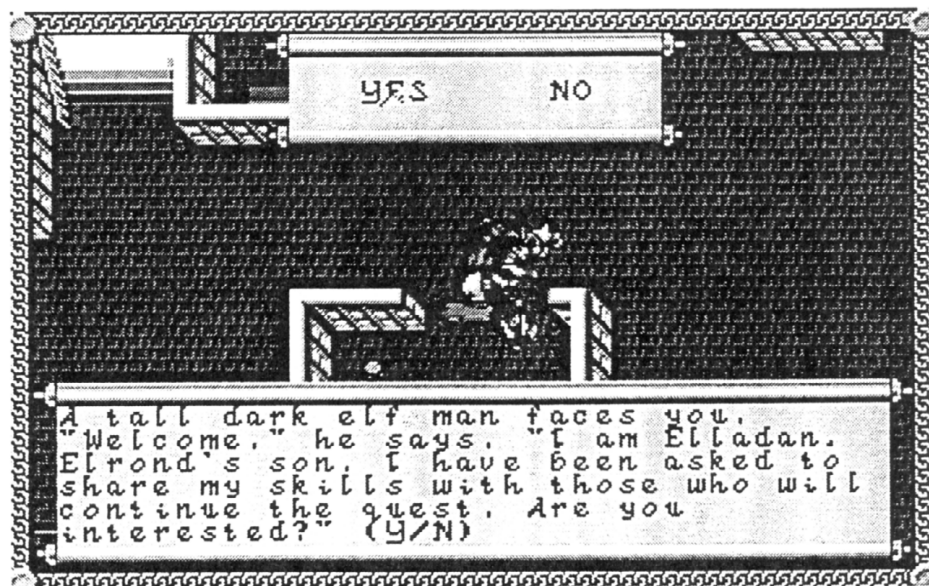 YES NO
A tall dark elf man faces you.
"Welcome," he says, "I am Elladan,
Elrond's son. I have been asked to
share my skills with those who will
continue the quest. Are you
interested?" (Y/N)